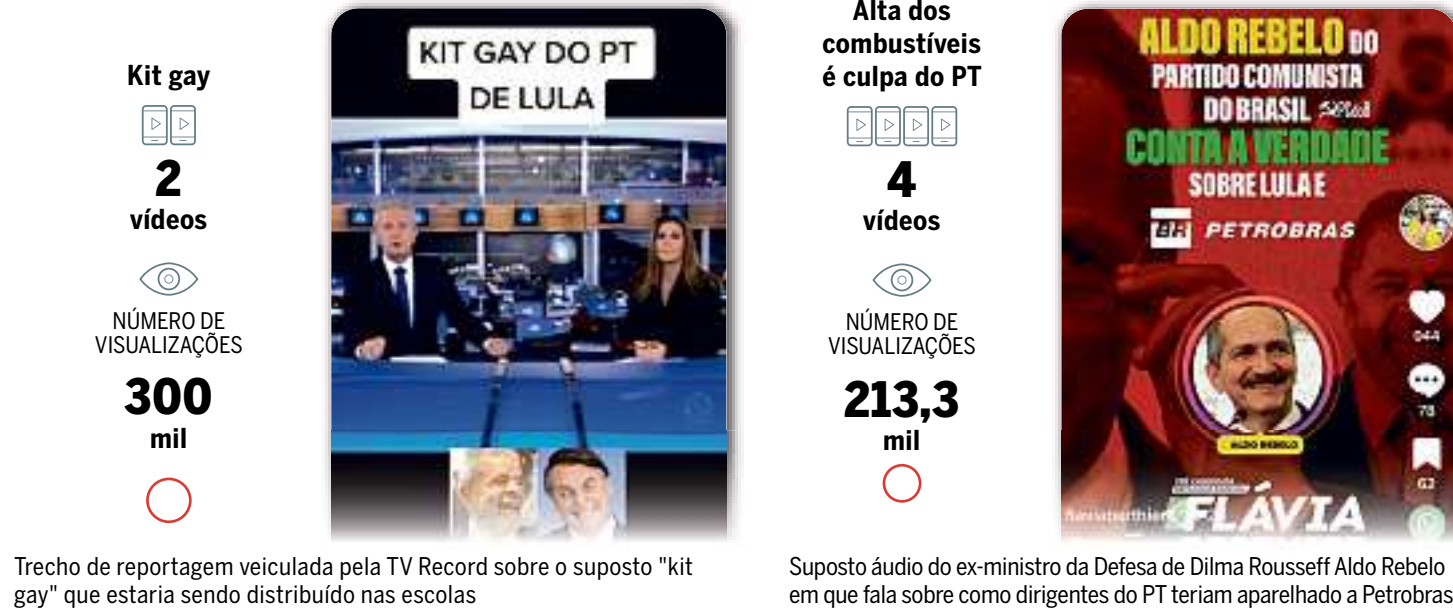 Kit gay
2
vídeos
NÚMERO DE
VISUALIZAÇÕES
300
mil
KIT GAY DO PT
DE LULA
Trecho de reportagem veiculada pela TV Record sobre o suposto "kit
gay" que estaria sendo distribuído nas escolas
Alta dos
combustíveis
é culpa do PT
4
vídeos
NÚMERO DE
VISUALIZAÇÕES
213,3
mil
ALDO REBELO DO
PARTIDO COMUNISTA
DO BRASIL
CONTA A VERDADE
SOBRE LULA E
BR PETROBRAS
944
78
63
ALDO REBELO
FLÁVIA
Suposto áudio do ex-ministro da Defesa de Dilma Rousseff Aldo Rebelo
em que fala sobre como dirigentes do PT teriam aparelhado a Petrobras